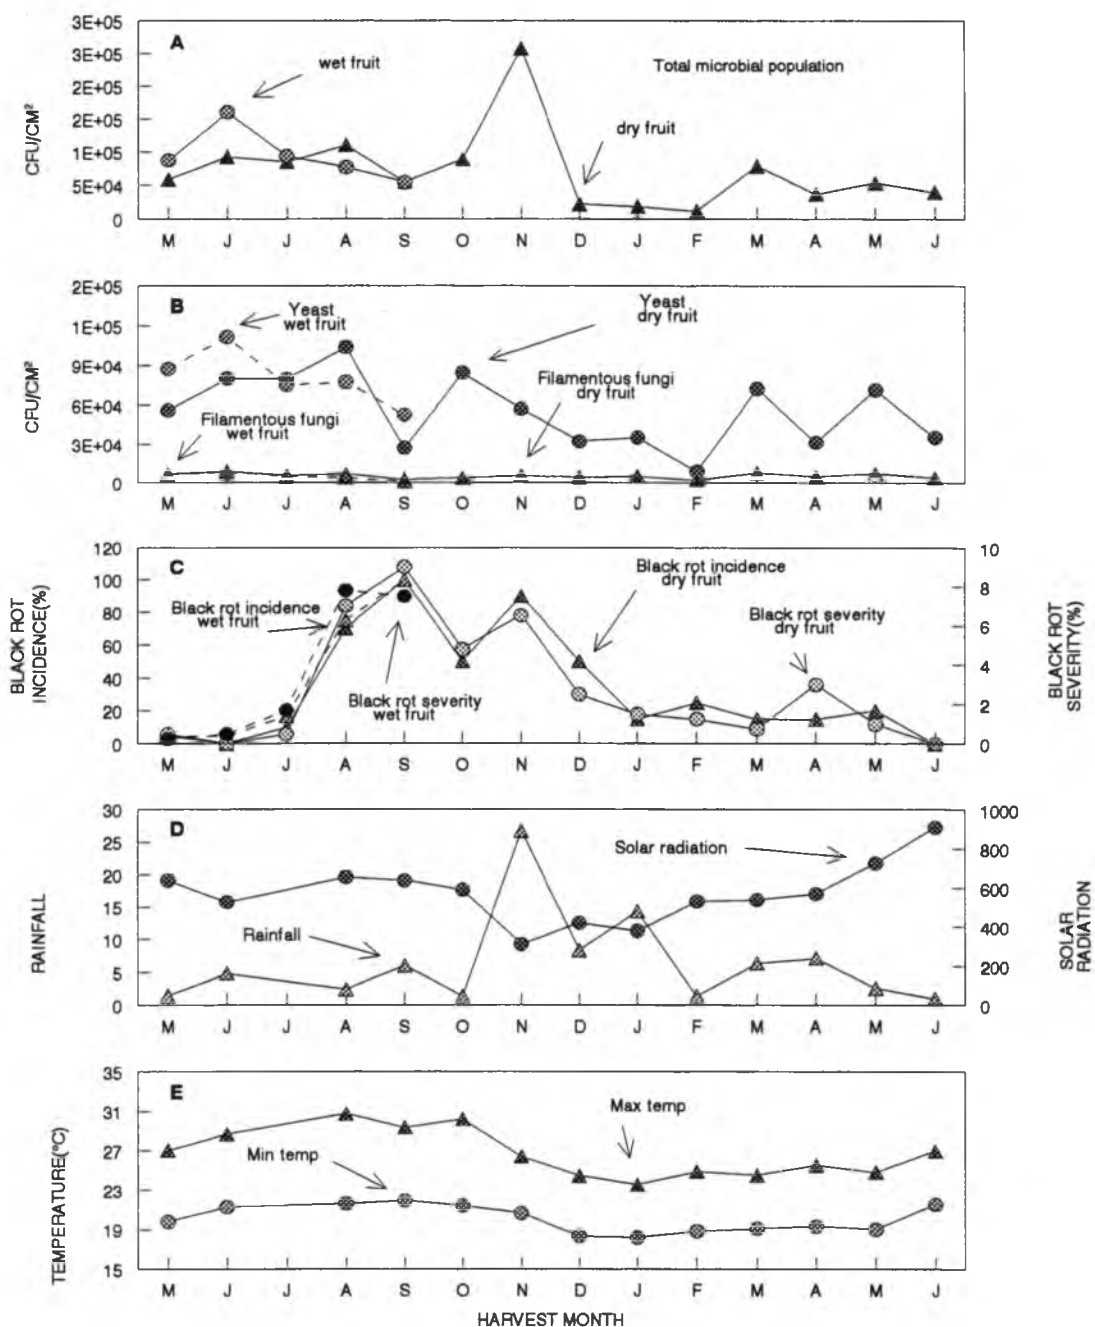 A
Total microbial population
wet fruit
dry fruit
CFU/CM²
3E+05
3E+05
2E+05
2E+05
1E+05
5E+04
0
M J J A S O N D J F M A M J
B
Yeast
wet fruit
Yeast
dry fruit
Filamentous fungi
dry fruit
Filamentous fungi
wet fruit
CFU/CM²
2E+05
1E+05
9E+04
6E+04
3E+04
0
M J J A S O N D J F M A M J
C
Black rot incidence
dry fruit
Black rot incidence
wet fruit
Black rot severity
dry fruit
Black rot severity
wet fruit
BLACK ROT
INCIDENCE(%)
120
100
80
60
40
20
0
BLACK ROT
SEVERITY(%)
10
8
6
4
2
0
M J J A S O N D J F M A M J
D
Solar radiation
Rainfall
RAINFALL
30
25
20
15
10
5
0
SOLAR
RADIATION
1000
800
600
400
200
0
M J J A S O N D J F M A M J
E
Max temp
Min temp
TEMPERATURE(°C)
35
31
27
23
19
15
M J J A S O N D J F M A M J
HARVEST MONTH